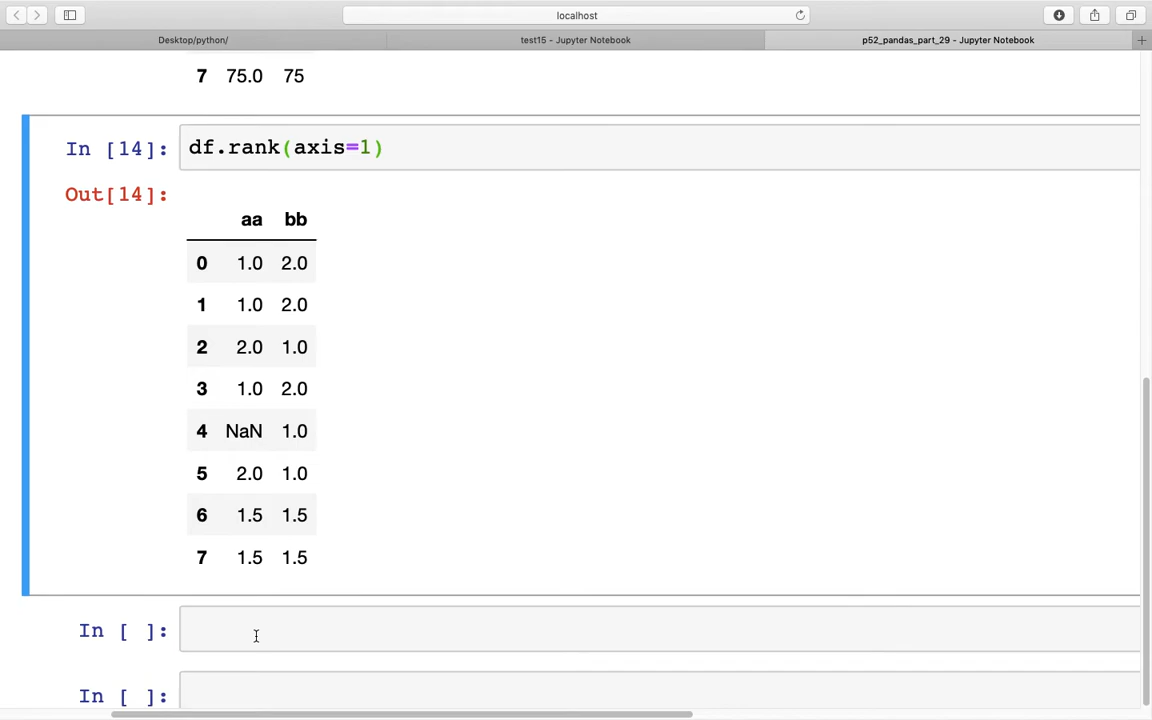 localhost
Desktop/python/ test15 - Jupyter Notebook p52_pandas_part_29 - Jupyter Notebook
7 75.0 75
In [14]: df.rank(axis=1)
Out[14]:
aa bb
0 1.0 2.0
1 1.0 2.0
2 2.0 1.0
3 1.0 2.0
4 NaN 1.0
5 2.0 1.0
6 1.5 1.5
7 1.5 1.5
In [ ]:
In [ ]: